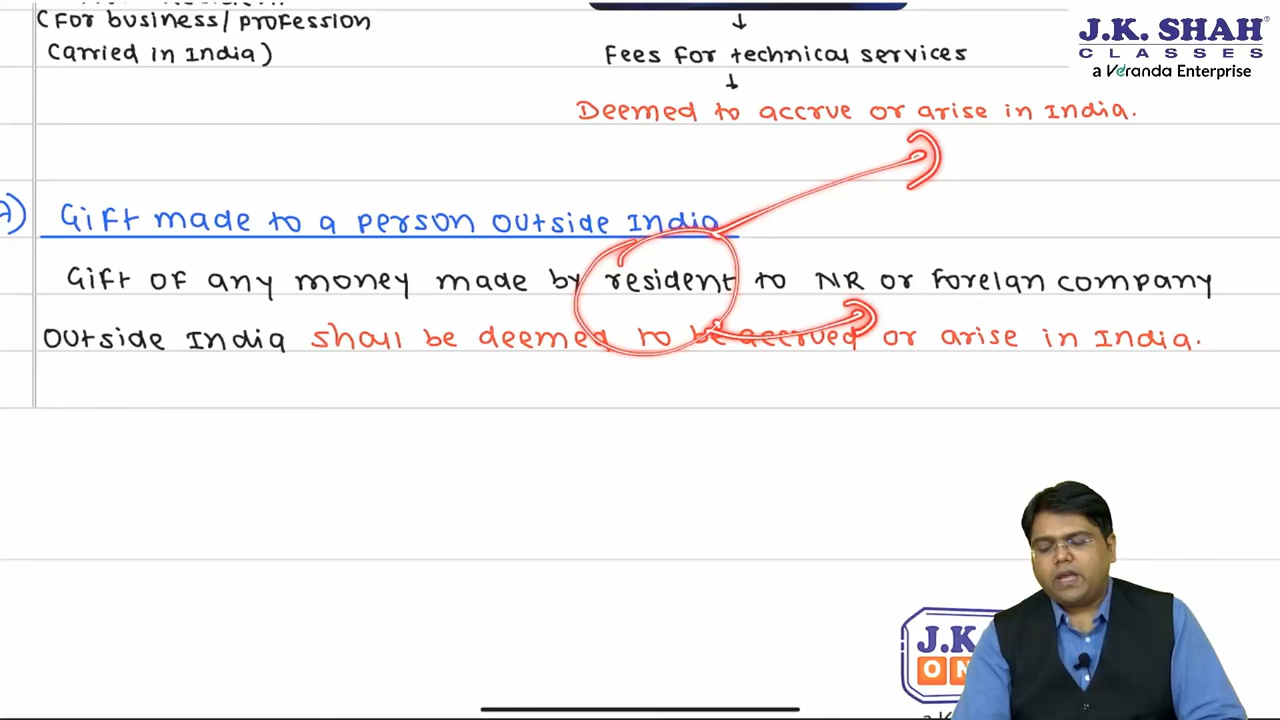 (For business/profession
Carried in India)
↓
Fees for technical services
↓
Deemed to accrue or arise in India.
J.K. SHAH
CLASSES
a Veranda Enterprise
Gift made to a person outside India
Gift of any money made by resident to NR or forelan company
outside India shall be deemed to be accrued or arise in India.
J.K
ON